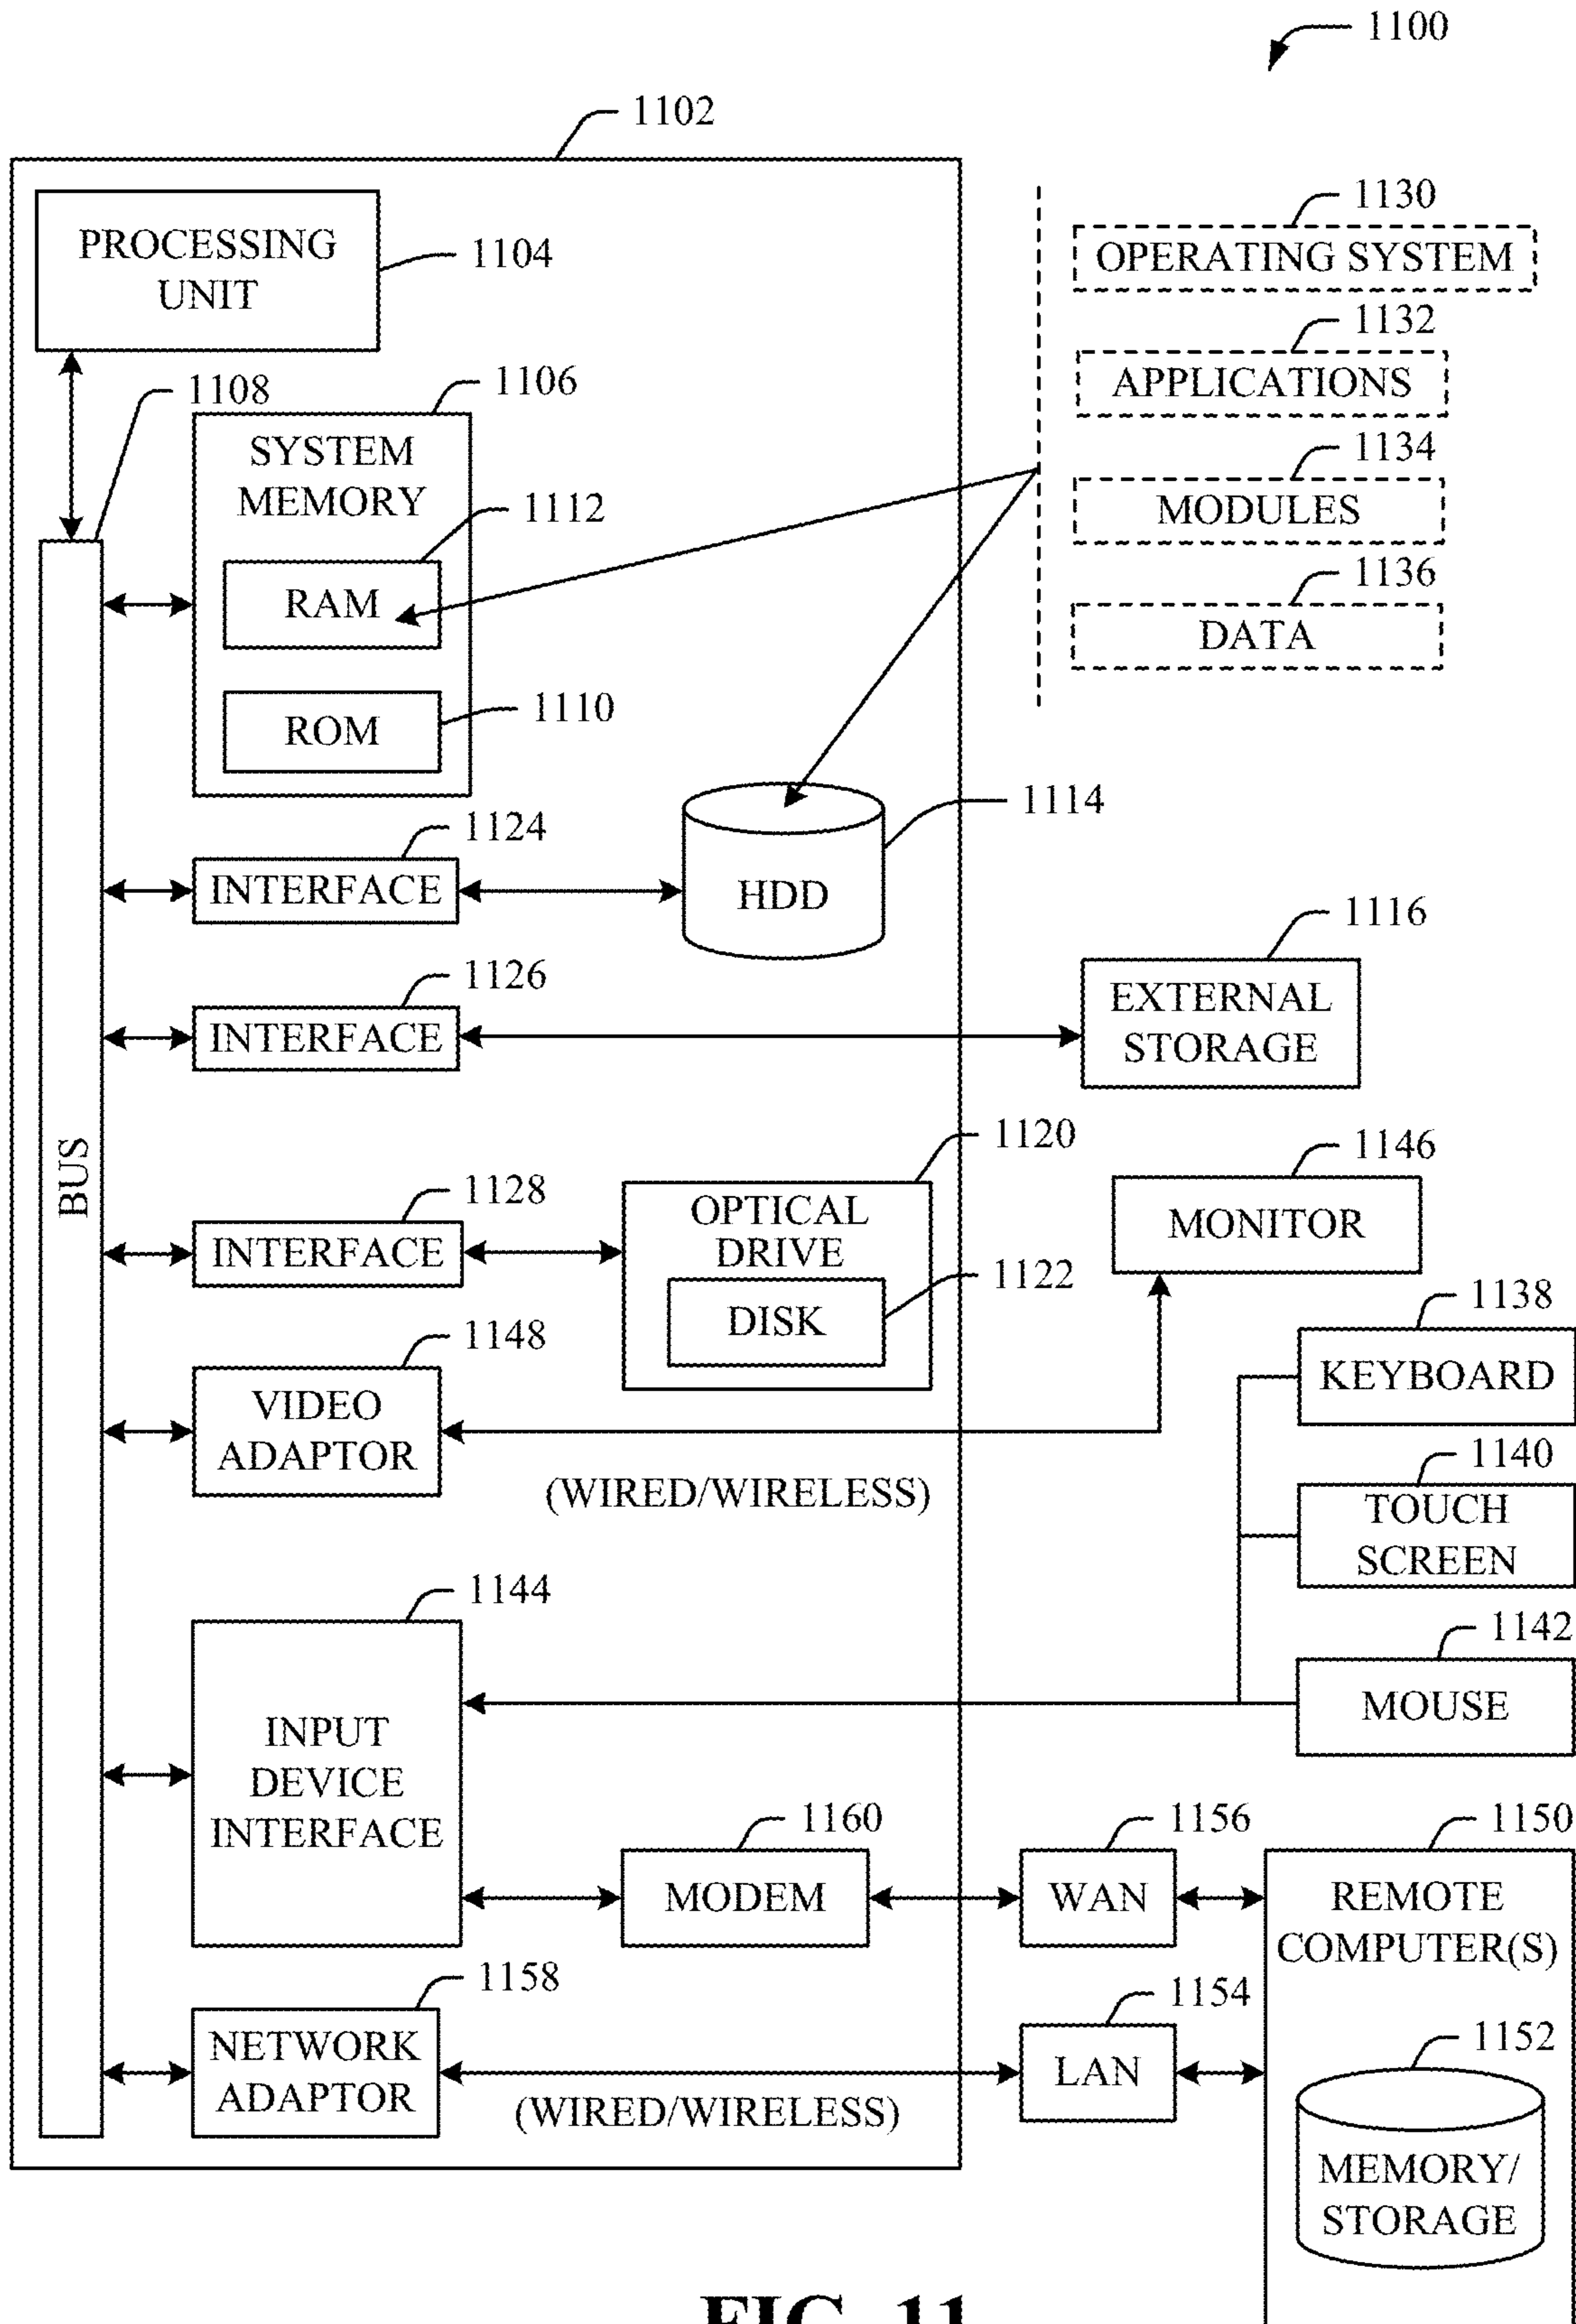 1100
1102
PROCESSING
UNIT
1104
1130
OPERATING SYSTEM
1132
APPLICATIONS
1134
MODULES
1136
DATA
1108
1106
SYSTEM
MEMORY
1112
RAM
1110
ROM
1114
HDD
1124
INTERFACE
1126
INTERFACE
1116
EXTERNAL
STORAGE
BUS
1128
INTERFACE
1120
OPTICAL
DRIVE
1122
DISK
1146
MONITOR
1148
VIDEO
ADAPTOR
(WIRED/WIRELESS)
1138
KEYBOARD
1140
TOUCH
SCREEN
1142
MOUSE
1144
INPUT
DEVICE
INTERFACE
1160
MODEM
1156
WAN
1150
REMOTE
COMPUTER(S)
1158
NETWORK
ADAPTOR
(WIRED/WIRELESS)
1154
LAN
1152
MEMORY/
STORAGE
FIG. 11